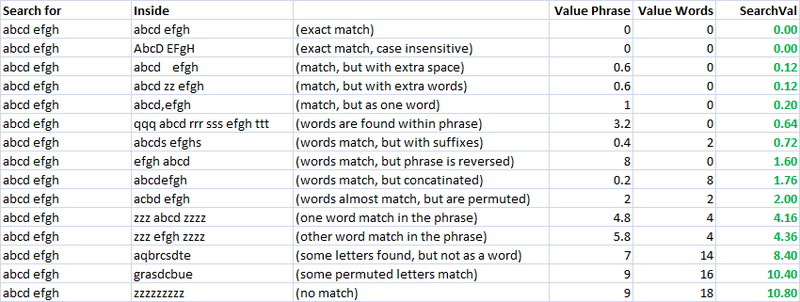 Search for Inside Value Phrase Value Words SearchVal
abcd efgh abcd efgh (exact match) 0 0 0.00
abcd efgh AbcD EFgH (exact match, case insensitive) 0 0 0.00
abcd efgh abcd   efgh (match, but with extra space) 0.6 0 0.12
abcd efgh abcd zz efgh (match, but with extra words) 0.6 0 0.12
abcd efgh abcd,efgh (match, but as one word) 1 0 0.20
abcd efgh qqq abcd rrr sss efgh ttt (words are found within phrase) 3.2 0 0.64
abcd efgh abcds efghs (words match, but with suffixes) 0.4 2 0.72
abcd efgh efgh abcd (words match, but phrase is reversed) 8 0 1.60
abcd efgh abcdefgh (words match, but concatinated) 0.2 8 1.76
abcd efgh acbd efgh (words almost match, but are permuted) 2 2 2.00
abcd efgh zzz abcd zzzz (one word match in the phrase) 4.8 4 4.16
abcd efgh zzz efgh zzzz (other word match in the phrase) 5.8 4 4.36
abcd efgh aqbrcsdte (some letters found, but not as a word) 7 14 8.40
abcd efgh grasdcbue (some permuted letters match) 9 16 10.40
abcd efgh zzzzzzzzz (no match) 9 18 10.80